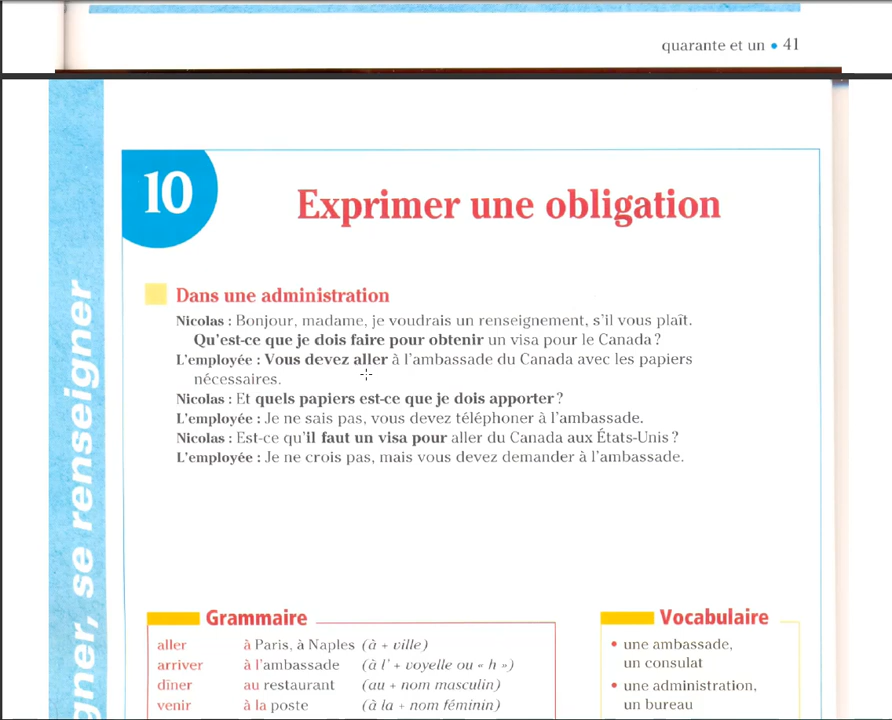 quarante et un • 41
10
Exprimer une obligation
Dans une administration
Nicolas : Bonjour, madame, je voudrais un renseignement, s'il vous plaît.
Qu'est-ce que je dois faire pour obtenir un visa pour le Canada ?
L'employée : Vous devez aller à l'ambassade du Canada avec les papiers
nécessaires.
Nicolas : Et quels papiers est-ce que je dois apporter ?
L'employée : Je ne sais pas, vous devez téléphoner à l'ambassade.
Nicolas : Est-ce qu'il faut un visa pour aller du Canada aux États-Unis ?
L'employée : Je ne crois pas, mais vous devez demander à l'ambassade.
gner, se renseigner
Grammaire
aller à Paris, à Naples (à + ville)
arriver à l'ambassade (à l' + voyelle ou « h »)
dîner au restaurant (au + nom masculin)
venir à la poste (à la + nom féminin)
Vocabulaire
• une ambassade,
un consulat
• une administration,
un bureau